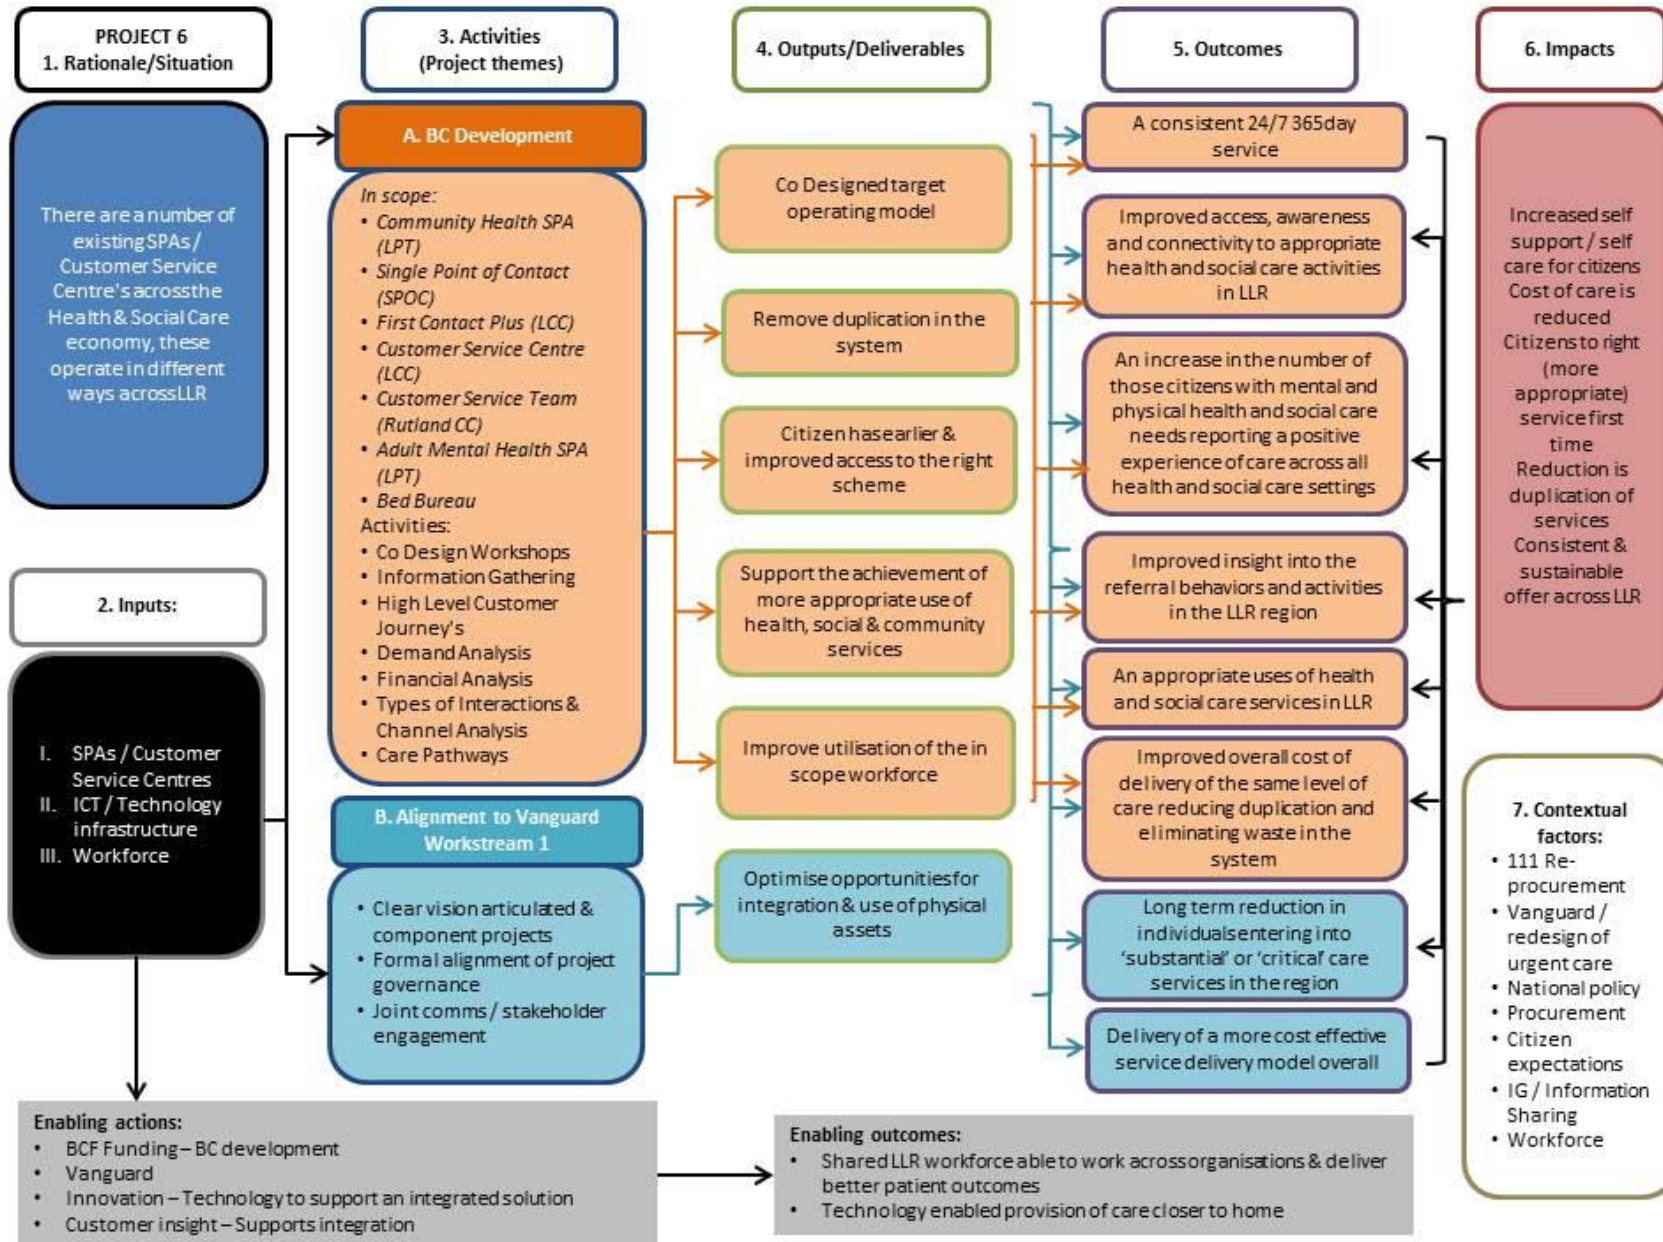 PROJECT 6
1. Rationale/Situation
There are a number of
existing SPAs /
Customer Service
Centre's across the
Health & Social Care
economy, these
operate in different
ways across LLR
2. Inputs:
I. SPAs / Customer
Service Centres
II. ICT / Technology
infrastructure
III. Workforce
3. Activities
(Project themes)
A. BC Development
In scope:
• Community Health SPA
(LPT)
• Single Point of Contact
(SPOC)
• First Contact Plus (LCC)
• Customer Service Centre
(LCC)
• Customer Service Team
(Rutland CC)
• Adult Mental Health SPA
(LPT)
• Bed Bureau
Activities:
• Co Design Workshops
• Information Gathering
• High Level Customer
Journey's
• Demand Analysis
• Financial Analysis
• Types of Interactions &
Channel Analysis
• Care Pathways
B. Alignment to Vanguard
Workstream 1
• Clear vision articulated &
component projects
• Formal alignment of project
governance
• Joint comms / stakeholder
engagement
4. Outputs/Deliverables
Co Designed target
operating model
Remove duplication in the
system
Citizen has earlier &
improved access to the right
scheme
Support the achievement of
more appropriate use of
health, social & community
services
Improve utilisation of the in
scope workforce
Optimise opportunities for
integration & use of physical
assets
5. Outcomes
A consistent 24/7 365 day
service
Improved access, awareness
and connectivity to appropriate
health and social care activities
in LLR
An increase in the number of
those citizens with mental and
physical health and social care
needs reporting a positive
experience of care across all
health and social care settings
Improved insight into the
referral behaviors and activities
in the LLR region
An appropriate uses of health
and social care services in LLR
Improved overall cost of
delivery of the same level of
care reducing duplication and
eliminating waste in the
system
Long term reduction in
individuals entering into
‘substantial’ or ‘critical’ care
services in the region
Delivery of a more cost effective
service delivery model overall
6. Impacts
Increased self
support / self
care for citizens
Cost of care is
reduced
Citizens to right
(more
appropriate)
service first
time
Reduction is
duplication of
services
Consistent &
sustainable
offer across LLR
7. Contextual
factors:
• 111 Re-
procurement
• Vanguard /
redesign of
urgent care
• National policy
• Procurement
• Citizen
expectations
• IG / Information
Sharing
• Workforce
Enabling actions:
• BCF Funding – BC development
• Vanguard
• Innovation – Technology to support an integrated solution
• Customer insight – Supports integration
Enabling outcomes:
• Shared LLR workforce able to work across organisations & deliver
better patient outcomes
• Technology enabled provision of care closer to home